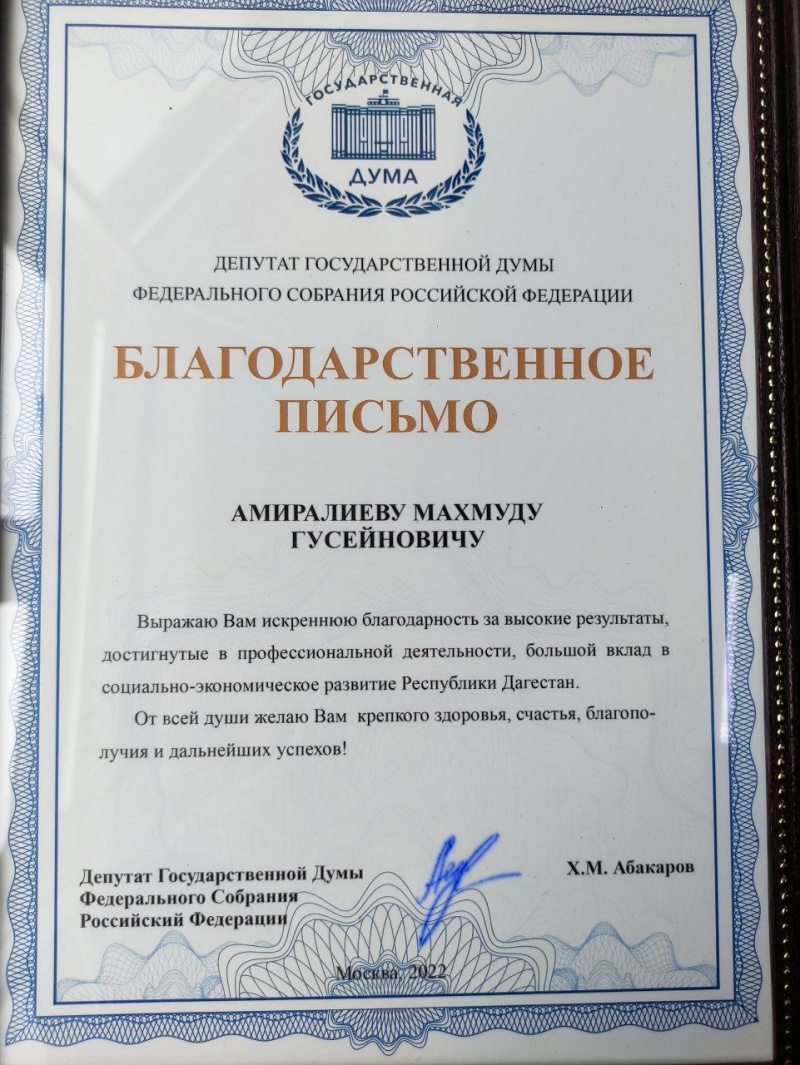 ГОСУДАРСТВЕННАЯ
ДУМА
ДЕПУТАТ ГОСУДАРСТВЕННОЙ ДУМЫ
ФЕДЕРАЛЬНОГО СОБРАНИЯ РОССИЙСКОЙ ФЕДЕРАЦИИ
БЛАГОДАРСТВЕННОЕ
ПИСЬМО
АМИРАЛИЕВУ МАХМУДУ
ГУСЕЙНОВИЧУ
Выражаю Вам искреннюю благодарность за высокие результаты,
достигнутые в профессиональной деятельности, большой вклад в
социально-экономическое развитие Республики Дагестан.
От всей души желаю Вам крепкого здоровья, счастья, благопо-
лучия и дальнейших успехов!
Депутат Государственной Думы
Федерального Собрания
Российский Федерации
Х.М. Абакаров
Москва, 2022